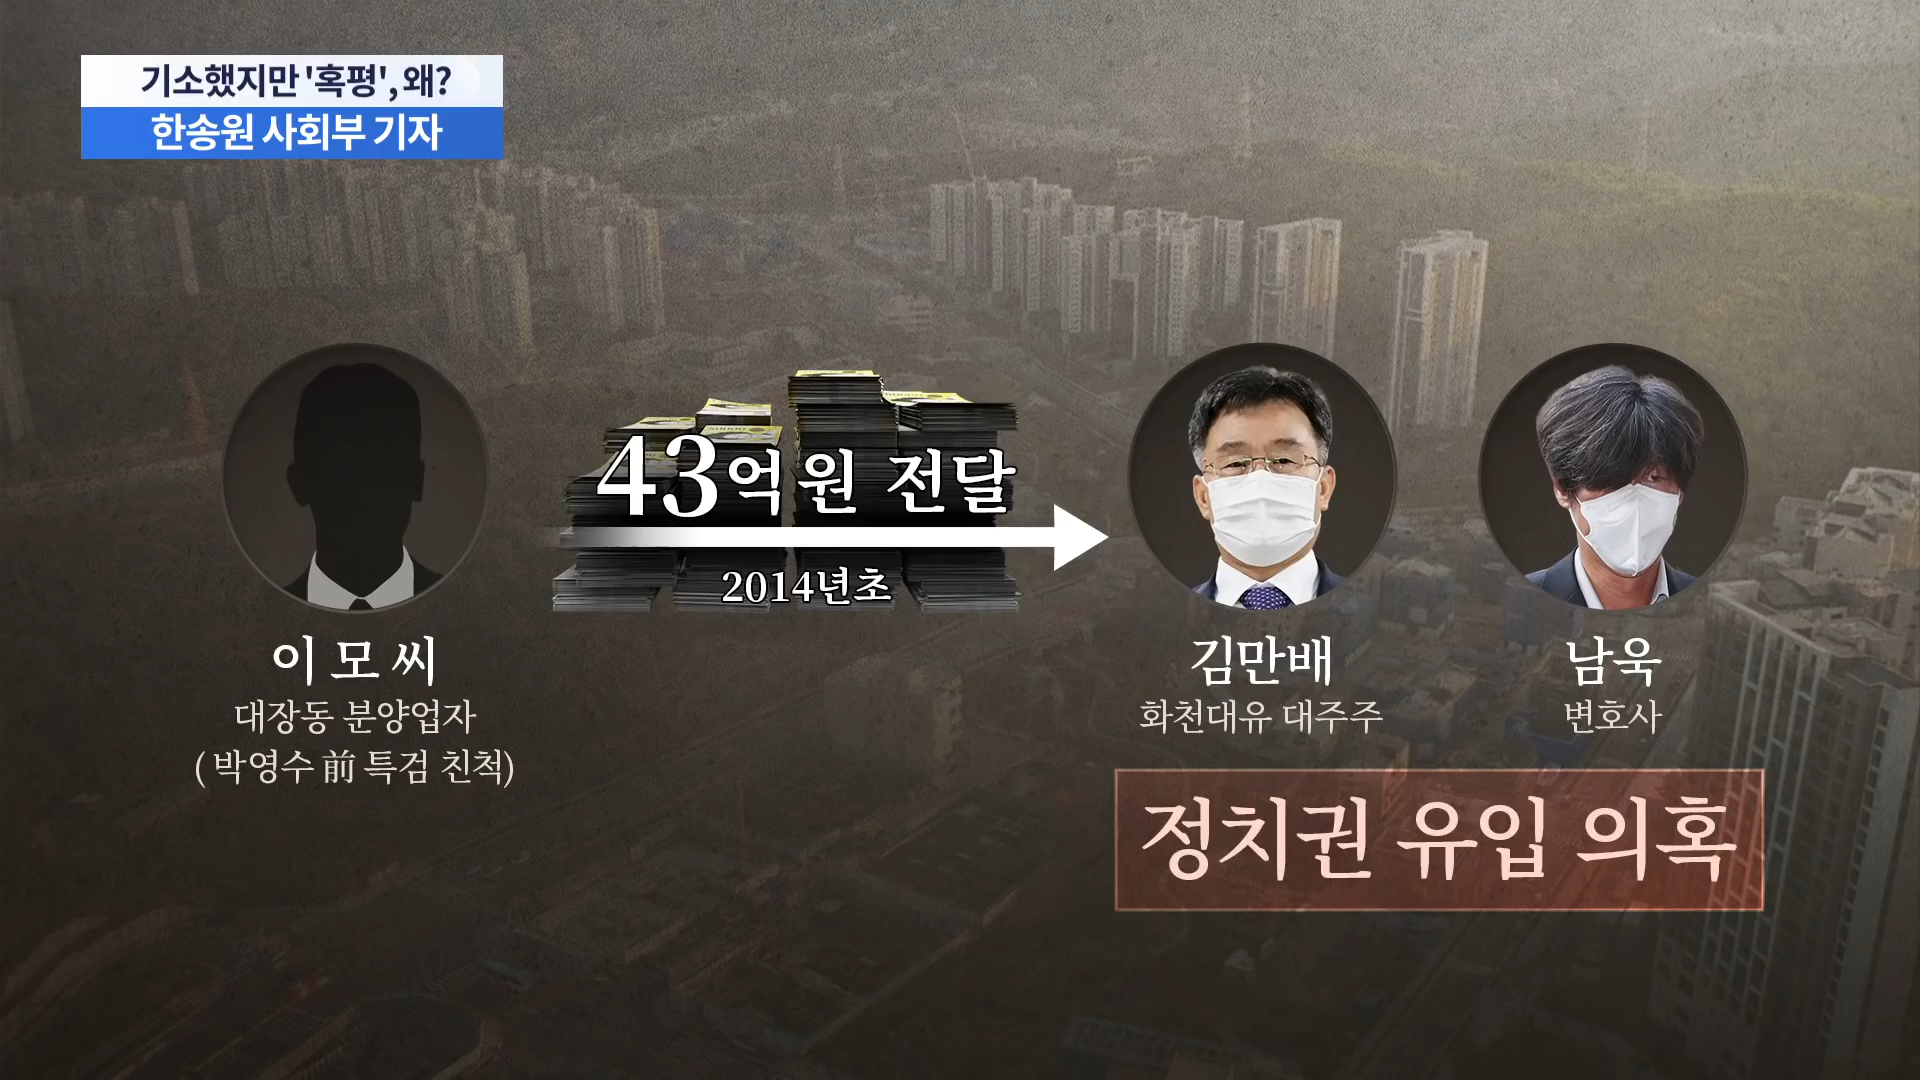 기소했지만 '혹평', 왜?
한송원 사회부 기자
43억원 전달
2014년초
이 모 씨
대장동 분양업자
( 박영수 前 특검 친척)
김만배
화천대유 대주주
남욱
변호사
정치권 유입 의혹